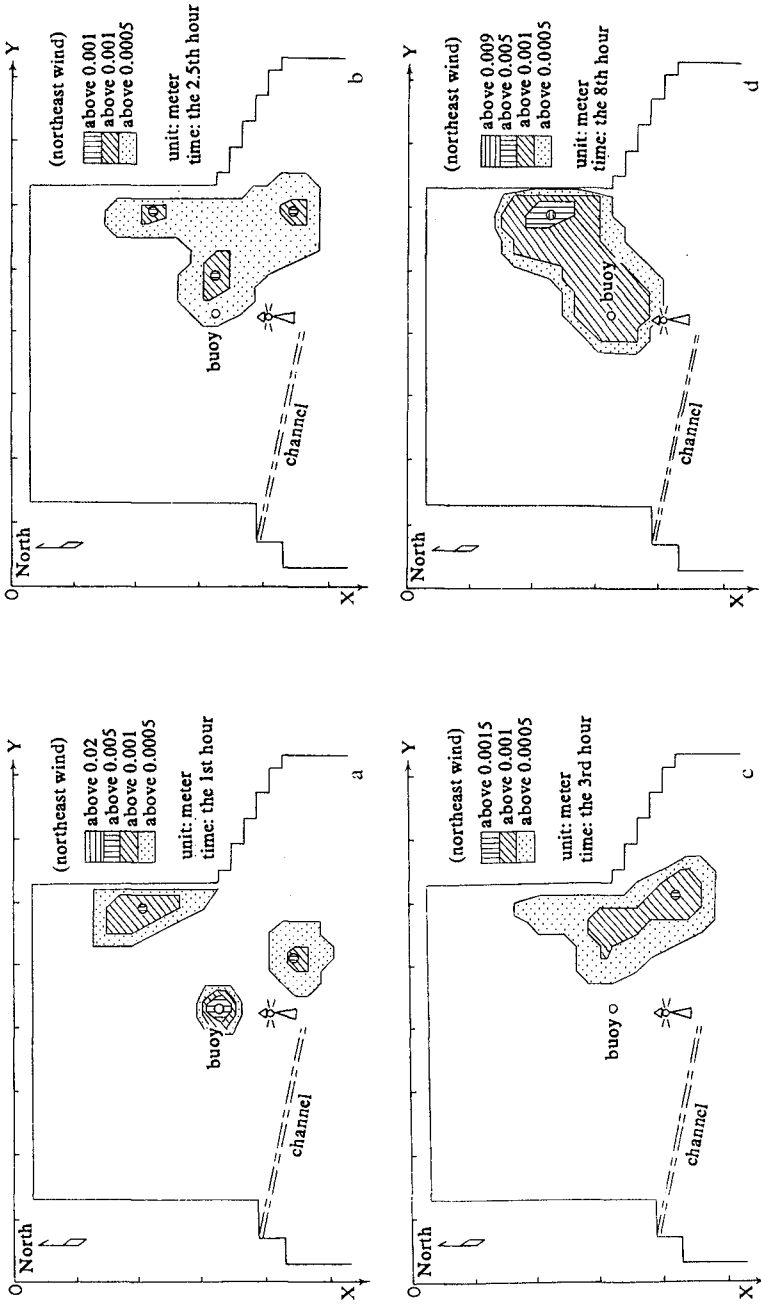 0
Y
North
(northeast wind)
above 0.02
above 0.005
above 0.001
above 0.0005
unit: meter
time: the 1st hour
buoy
channel
X
a
0
Y
North
(northeast wind)
above 0.001
above 0.001
above 0.0005
unit: meter
time: the 2.5th hour
buoy
channel
X
b
0
Y
North
(northeast wind)
above 0.0015
above 0.001
above 0.0005
unit: meter
time: the 3rd hour
buoy
channel
X
c
0
Y
North
(northeast wind)
above 0.009
above 0.005
above 0.001
above 0.0005
unit: meter
time: the 8th hour
buoy
channel
X
d